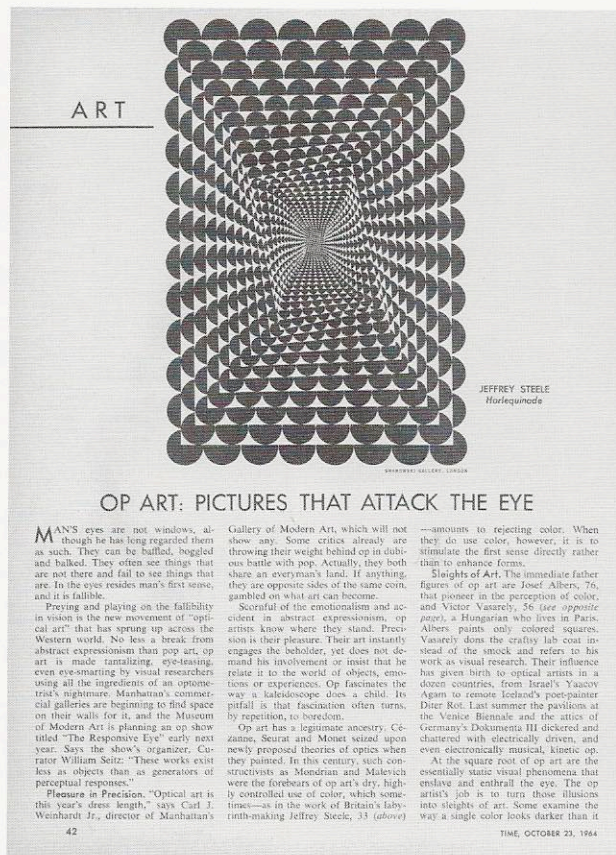 ART
JEFFREY STEELE
Harlequinade
GRABOWSKI GALLERY, LONDON
OP ART: PICTURES THAT ATTACK THE EYE
MAN'S eyes are not windows, al-
though he has long regarded them
as such. They can be baffled, boggled
and balked. They often see things that
are not there and fail to see things that
are. In the eyes resides man's first sense,
and it is fallible.
Preying and playing on the fallibility
in vision is the new movement of "opti-
cal art" that has sprung up across the
Western world. No less a break from
abstract expressionism than pop art, op
art is made tantalizing, eye-teasing,
even eye-smarting by visual researchers
using all the ingredients of an optome-
trist's nightmare. Manhattan's commer-
cial galleries are beginning to find space
on their walls for it, and the Museum
of Modern Art is planning an op show
titled "The Responsive Eye" early next
year. Says the show's organizer, Cu-
rator William Seitz: "These works exist
less as objects than as generators of
perceptual responses."
Pleasure in Precision. "Optical art is
this year's dress length," says Carl J.
Weinhardt Jr., director of Manhattan's
Gallery of Modern Art, which will not
show any. Some critics already are
throwing their weight behind op in dubi-
ous battle with pop. Actually, they both
share an everyman's land. If anything,
they are opposite sides of the same coin,
gambled on what art can become.
Scornful of the emotionalism and ac-
cident in abstract expressionism, op
artists know where they stand. Preci-
sion is their pleasure. Their art instantly
engages the beholder, yet does not de-
mand his involvement or insist that he
relate it to the world of objects, emo-
tions or experiences. Op fascinates the
way a kaleidoscope does a child. Its
pitfall is that fascination often turns,
by repetition, to boredom.
Op art has a legitimate ancestry. Cé-
zanne, Seurat and Monet seized upon
newly proposed theories of optics when
they painted. In this century, such con-
structivists as Mondrian and Malevich
were the forebears of op art's dry, high-
ly controlled use of color, which some-
times—as in the work of Britain's laby-
rinth-making Jeffrey Steele, 33 (above)
—amounts to rejecting color. When
they do use color, however, it is to
stimulate the first sense directly rather
than to enhance forms.
Sleights of Art. The immediate father
figures of op art are Josef Albers, 76,
that pioneer in the perception of color,
and Victor Vasarely, 56 (see opposite
page), a Hungarian who lives in Paris.
Albers paints only colored squares.
Vasarely dons the craftsy lab coat in-
stead of the smock and refers to his
work as visual research. Their influence
has given birth to optical artists in a
dozen countries, from Israel's Yaacov
Agam to remote Iceland's poet-painter
Diter Rot. Last summer the pavilions at
the Venice Biennale and the attics of
Germany's Dokumenta III dickered and
chattered with electrically driven, and
even electronically musical, kinetic op.
At the square root of op art are the
essentially static visual phenomena that
enslave and enthrall the eye. The op
artist's job is to turn those illusions
into sleights of art. Some examine the
way a single color looks darker than it
42
TIME, OCTOBER 23, 1964